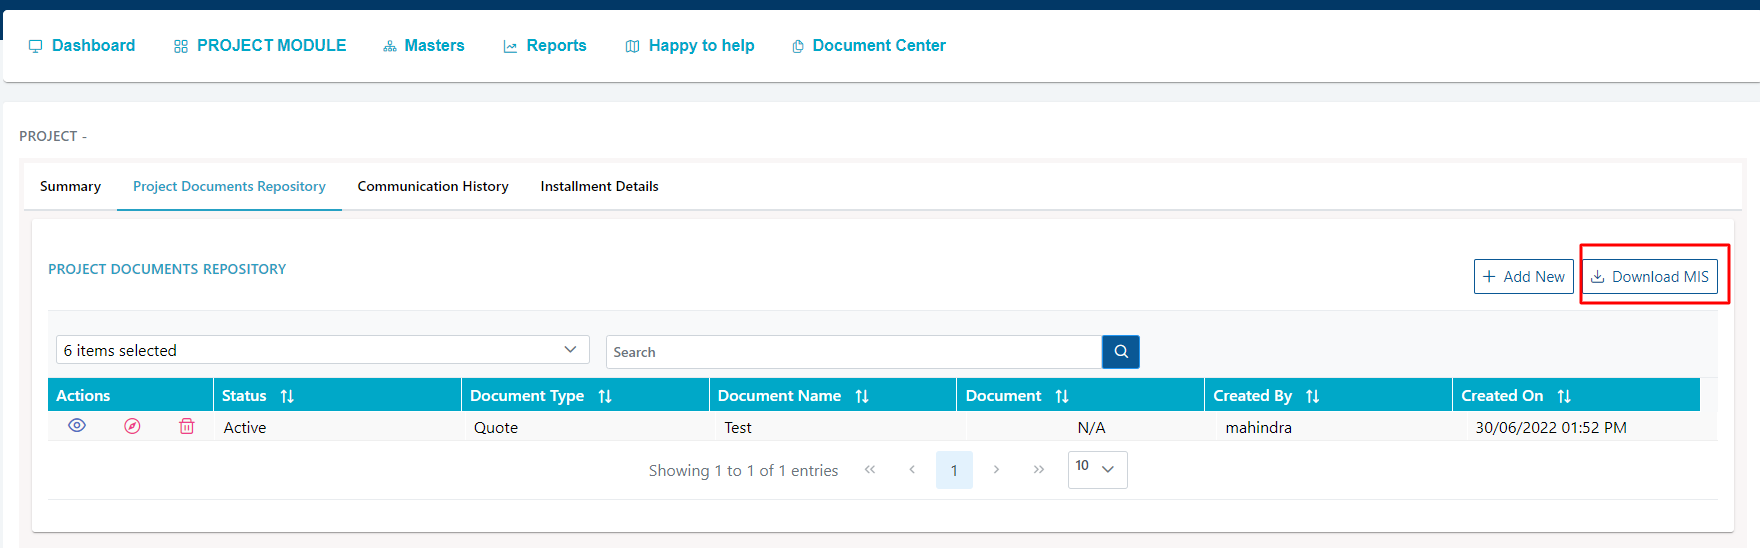 Dashboard PROJECT MODULE Masters Reports Happy to help Document Center
PROJECT -
Summary Project Documents Repository Communication History Installment Details
PROJECT DOCUMENTS REPOSITORY
Add New Download MIS
6 items selected Search
Actions Status Document Type Document Name Document Created By Created On
Active Quote Test N/A mahindra 30/06/2022 01:52 PM
Showing 1 to 1 of 1 entries « ‹ 1 › » 10